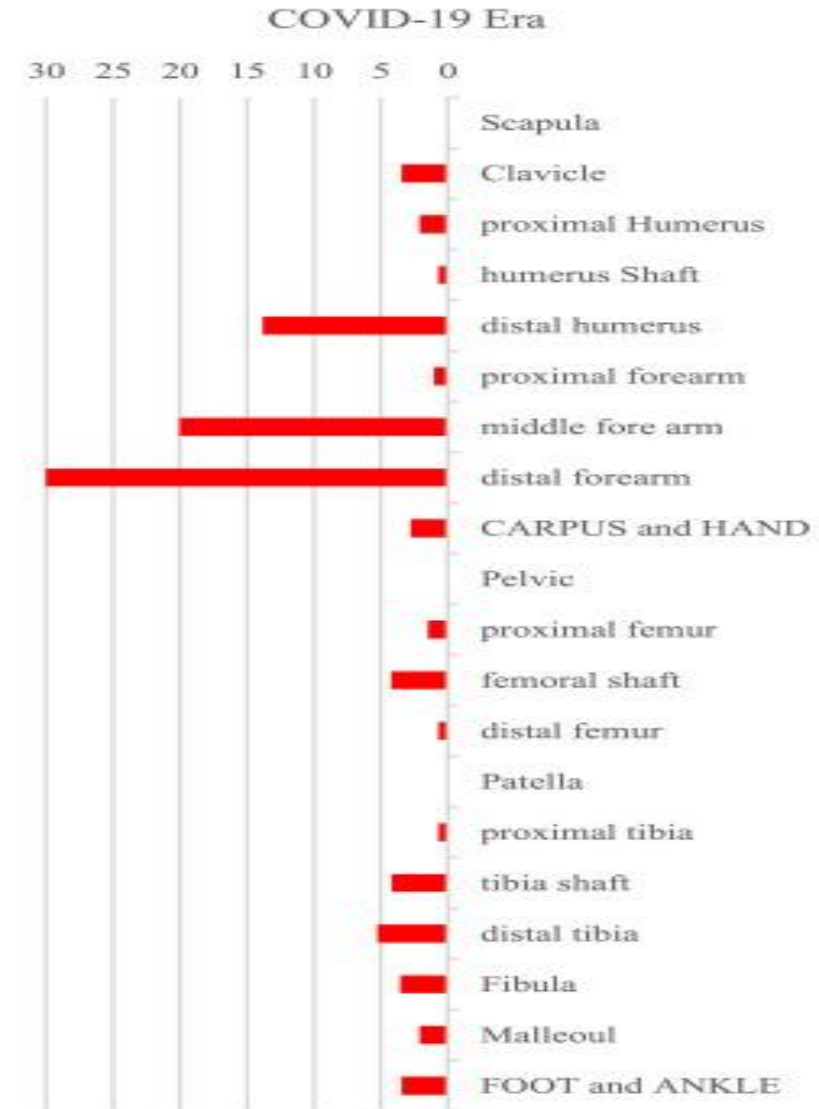 COVID-19 Era
30 25 20 15 10 5 0
Scapula
Clavicle
proximal Humerus
humerus Shaft
distal humerus
proximal forearm
middle fore arm
distal forearm
CARPUS and HAND
Pelvic
proximal femur
femoral shaft
distal femur
Patella
proximal tibia
tibia shaft
distal tibia
Fibula
Malleoul
FOOT and ANKLE